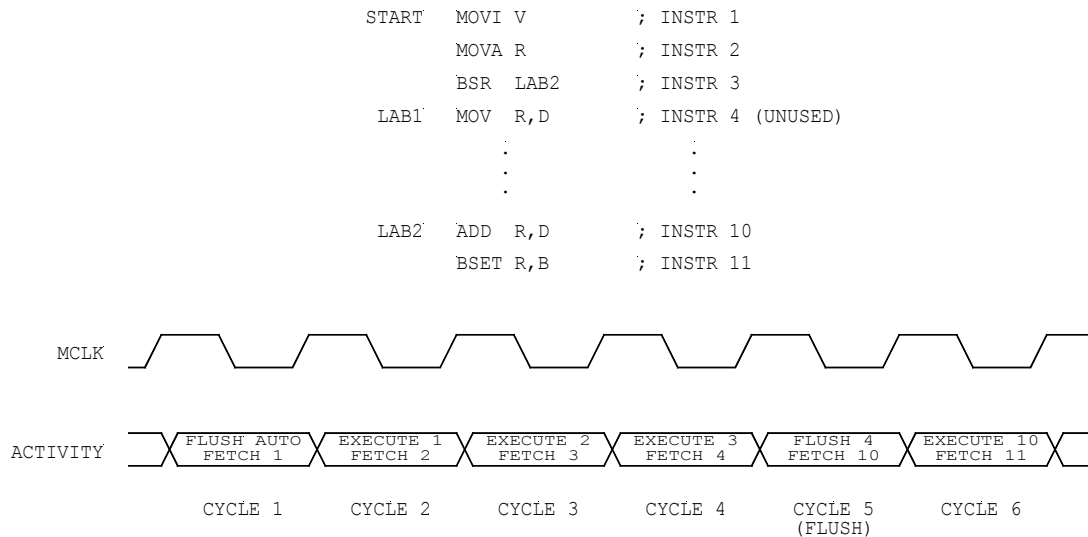 START MOVI V ; INSTR 1
MOVA R ; INSTR 2
BSR LAB2 ; INSTR 3
LAB1 MOV R,D ; INSTR 4 (UNUSED)
. .
. .
. .
LAB2 ADD R,D ; INSTR 10
BSET R,B ; INSTR 11
MCLK
ACTIVITY
FLUSH AUTO EXECUTE 1 EXECUTE 2 EXECUTE 3 FLUSH 4 EXECUTE 10
FETCH 1 FETCH 2 FETCH 3 FETCH 4 FETCH 10 FETCH 11
CYCLE 1 CYCLE 2 CYCLE 3 CYCLE 4 CYCLE 5 CYCLE 6
(FLUSH)